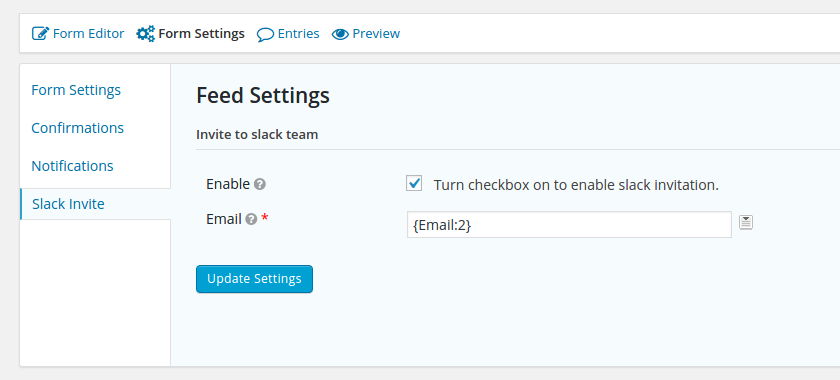 Form Editor Form Settings Entries Preview
Form Settings
Confirmations
Notifications
Slack Invite
Feed Settings
Invite to slack team
Enable ? Turn checkbox on to enable slack invitation.
Email ? * {Email:2}
Update Settings